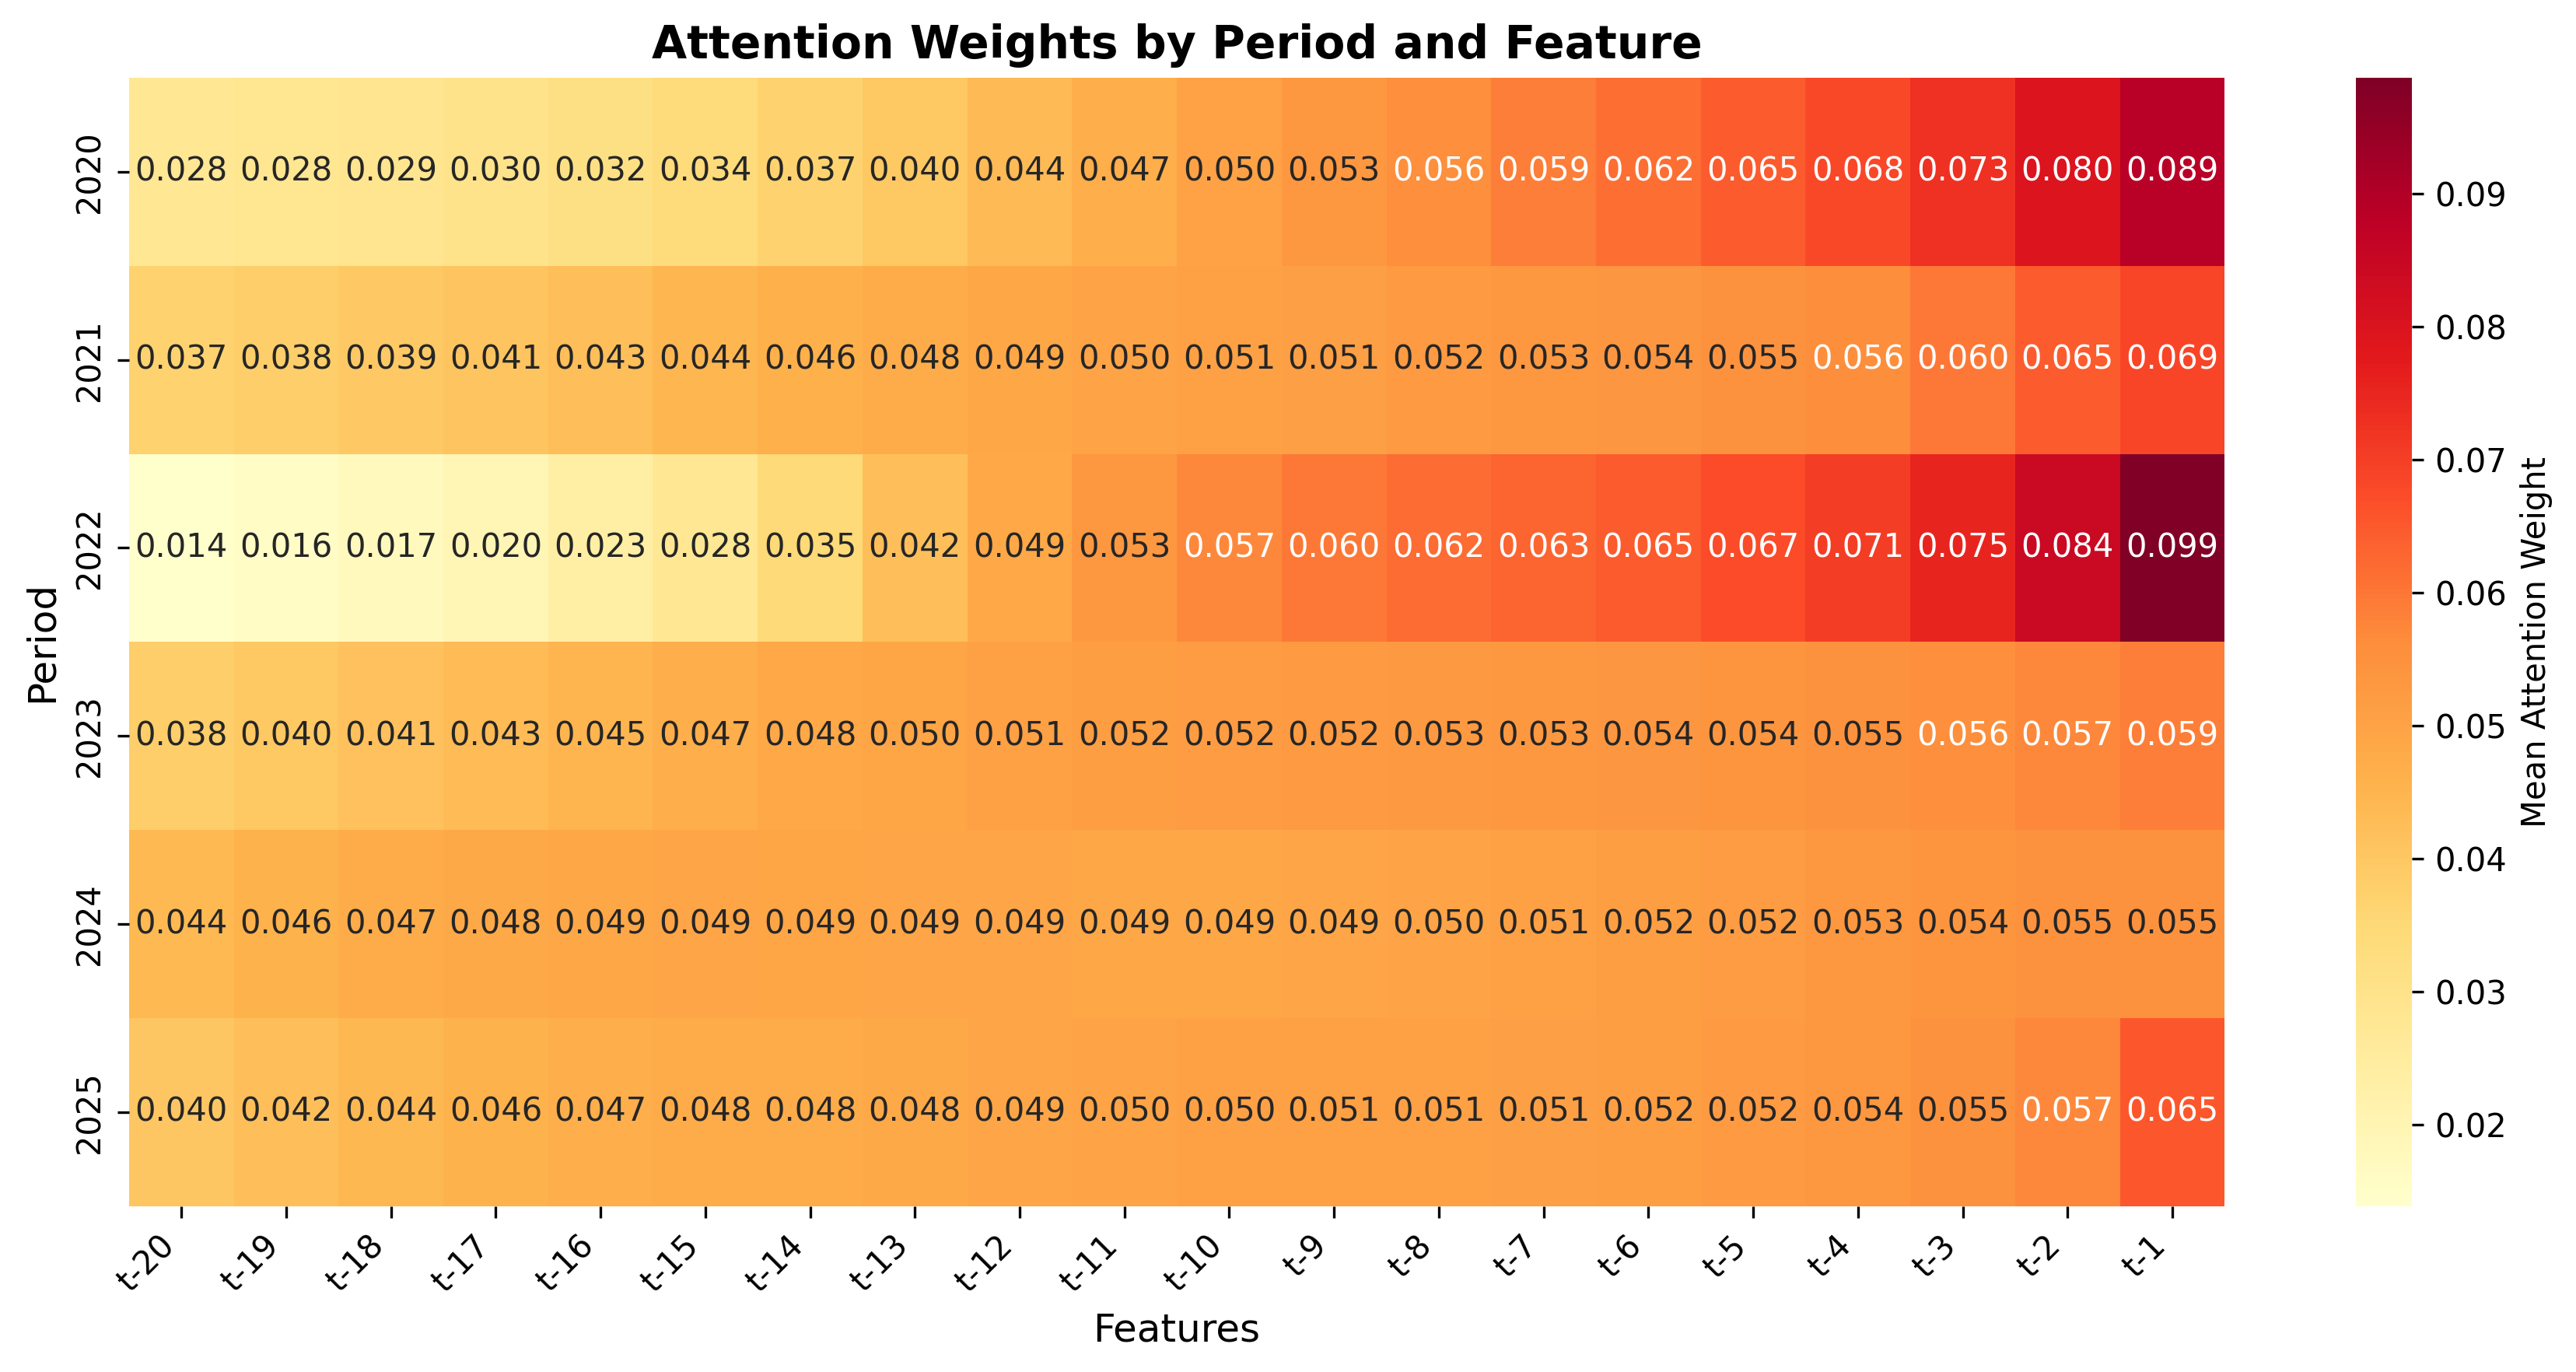 Attention Weights by Period and Feature
Period
2020 0.028 0.028 0.029 0.030 0.032 0.034 0.037 0.040 0.044 0.047 0.050 0.053 0.056 0.059 0.062 0.065 0.068 0.073 0.080 0.089
2021 0.037 0.038 0.039 0.041 0.043 0.044 0.046 0.048 0.049 0.050 0.051 0.051 0.052 0.053 0.054 0.055 0.056 0.060 0.065 0.069
2022 0.014 0.016 0.017 0.020 0.023 0.028 0.035 0.042 0.049 0.053 0.057 0.060 0.062 0.063 0.065 0.067 0.071 0.075 0.084 0.099
2023 0.038 0.040 0.041 0.043 0.045 0.047 0.048 0.050 0.051 0.052 0.052 0.052 0.053 0.053 0.054 0.054 0.055 0.056 0.057 0.059
2024 0.044 0.046 0.047 0.048 0.049 0.049 0.049 0.049 0.049 0.049 0.049 0.049 0.050 0.051 0.052 0.052 0.053 0.054 0.055 0.055
2025 0.040 0.042 0.044 0.046 0.047 0.048 0.048 0.048 0.049 0.050 0.050 0.051 0.051 0.051 0.052 0.052 0.054 0.055 0.057 0.065
t-20 t-19 t-18 t-17 t-16 t-15 t-14 t-13 t-12 t-11 t-10 t-9 t-8 t-7 t-6 t-5 t-4 t-3 t-2 t-1
Features
0.09
0.08
0.07
0.06
0.05
0.04
0.03
0.02
Mean Attention Weight